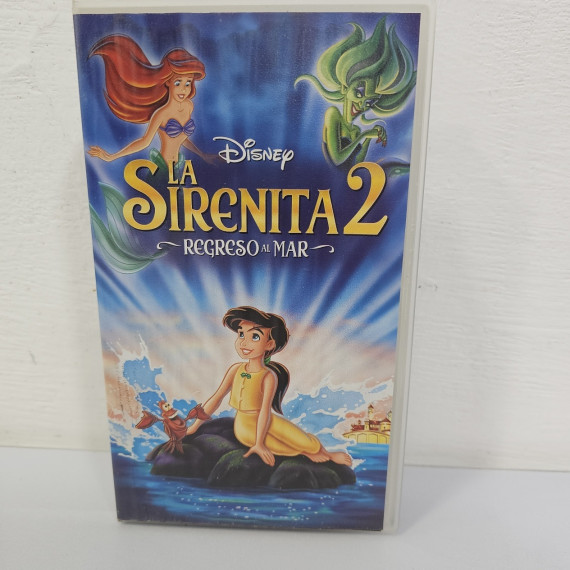 Disney
LA
SIRENITA 2
REGRESO AL MAR